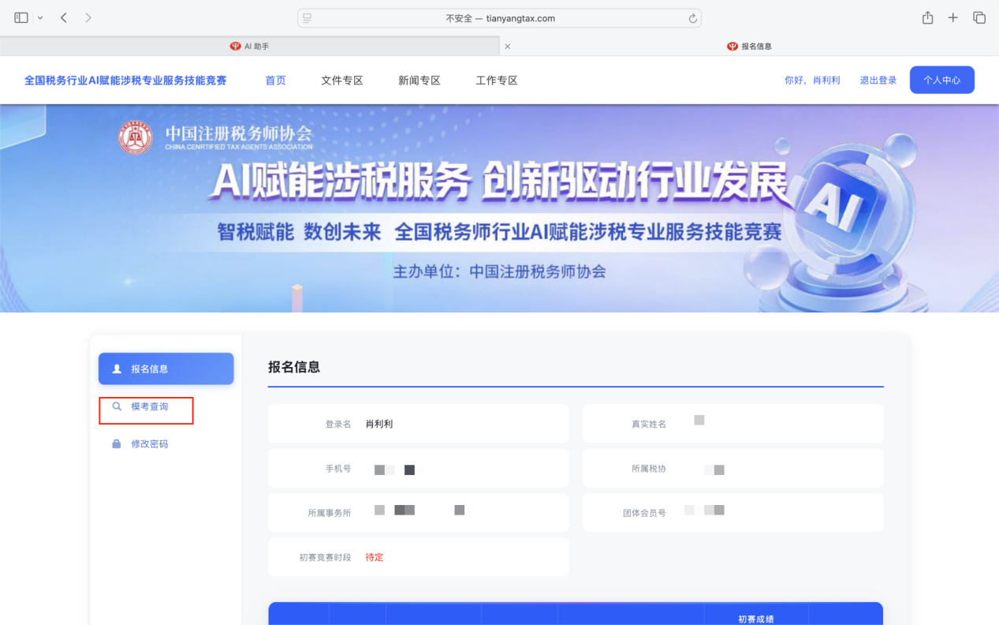 不安全 — tianyangtax.com
AI 助手
报名信息
全国税务行业AI赋能涉税专业服务技能竞赛
首页
文件专区
新闻专区
工作专区
你好，肖利利
退出登录
个人中心
中国注册税务师协会
CHINA CENRTIFIED TAX AGENTS ASSOCIATION
AI赋能涉税服务 创新驱动行业发展
AI
智税赋能 数创未来 全国税务师行业AI赋能涉税专业服务技能竞赛
主办单位：中国注册税务师协会
报名信息
模考查询
修改密码
报名信息
登录名 肖利利
真实姓名
手机号
所属税协
所属事务所
团体会员号
初赛竞赛时段 待定
初赛成绩